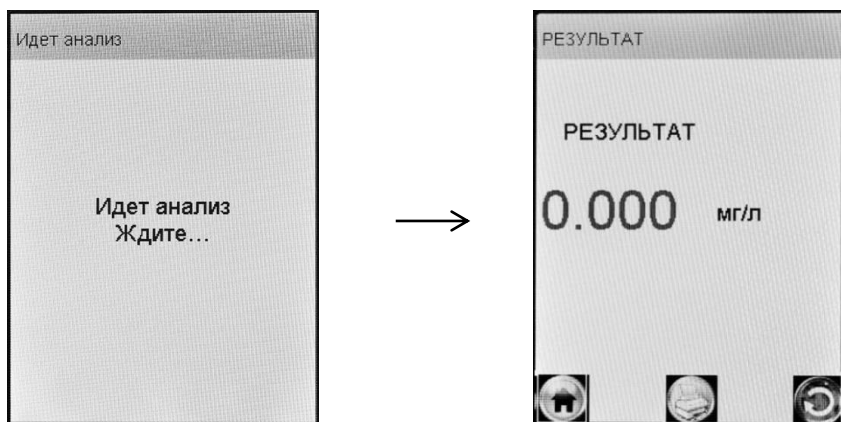 Идет анализ
Идет анализ
Ждите...
РЕЗУЛЬТАТ
РЕЗУЛЬТАТ
0.000 мг/л